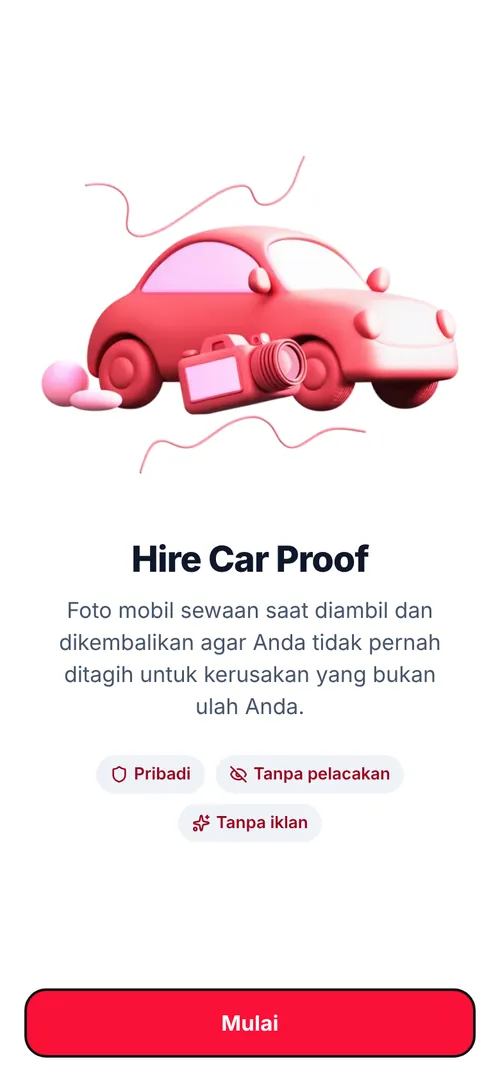 Hire Car Proof
Foto mobil sewaan saat diambil dan
dikembalikan agar Anda tidak pernah
ditagih untuk kerusakan yang bukan
ulah Anda.
Pribadi
Tanpa pelacakan
Tanpa iklan
Mulai